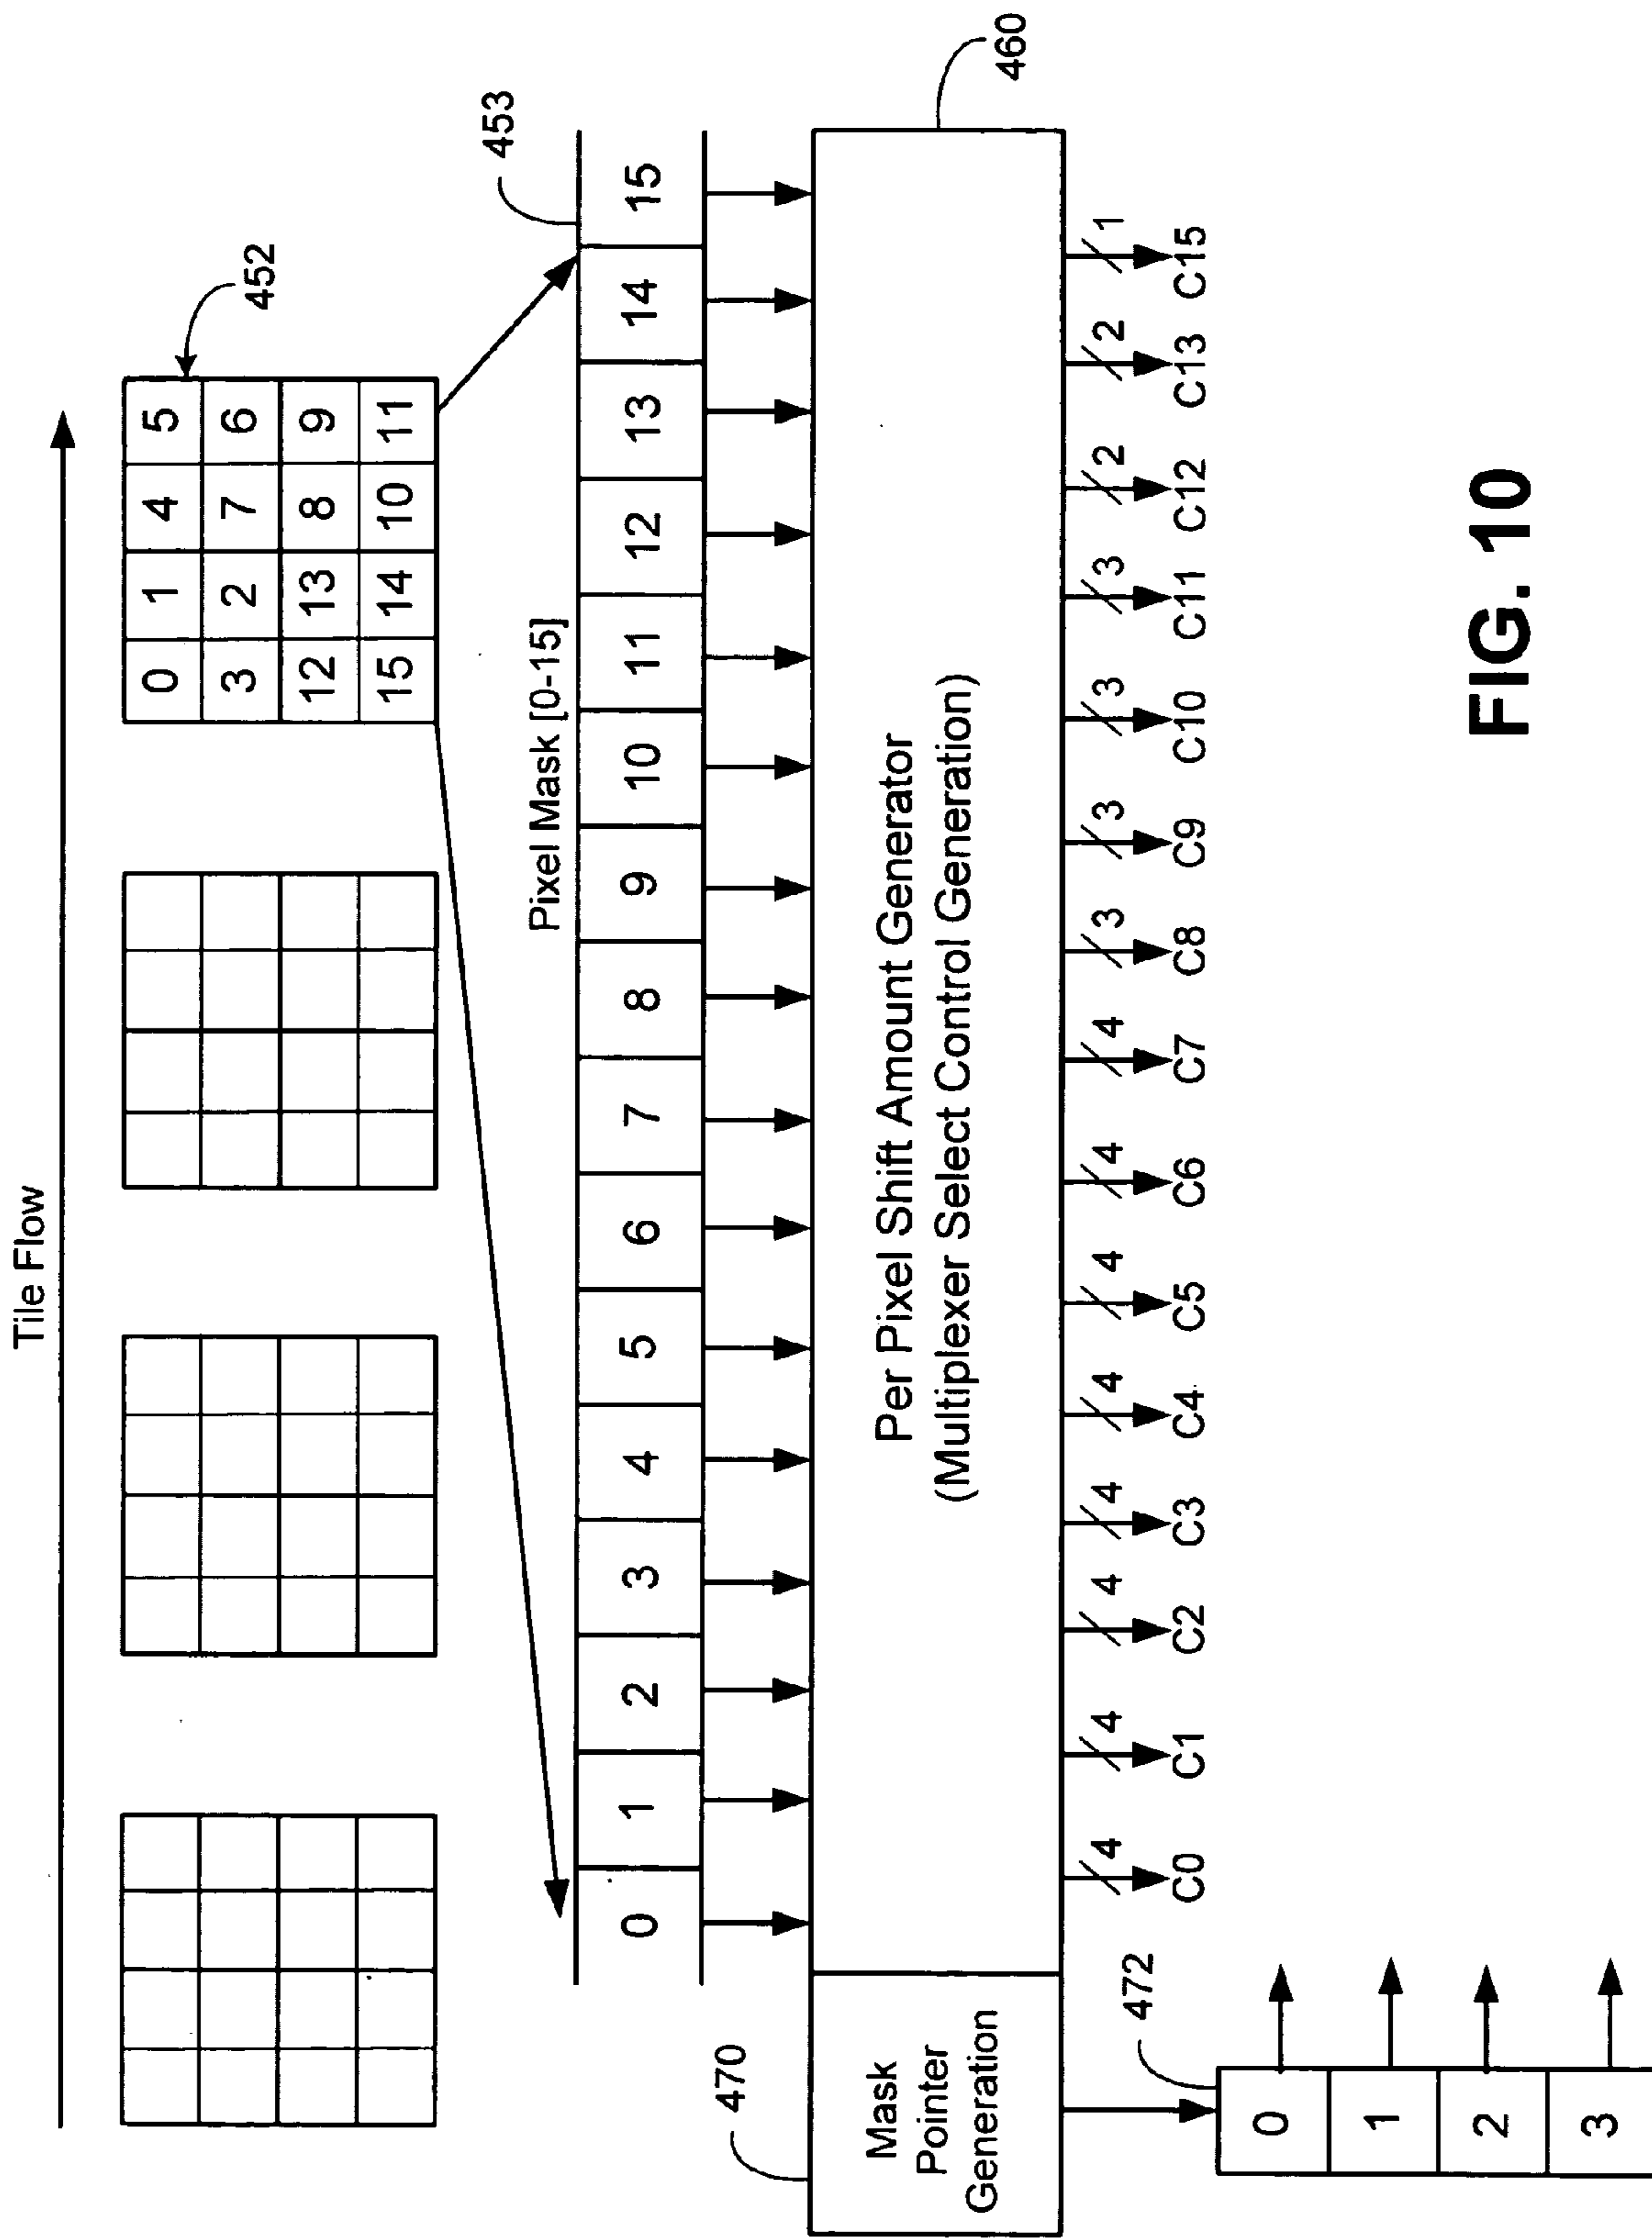 Tile Flow
0 1 4 5
3 2 7 6
12 13 8 9
15 14 10 11
452
Pixel Mask [0-15]
453
0 1 2 3 4 5 6 7 8 9 10 11 12 13 14 15
470
Mask
Pointer
Generation
Per Pixel Shift Amount Generator
(Multiplexer Select Control Generation)
460
4 4 4 4 4 4 4 4 3 3 3 3 2 2 1
C0 C1 C2 C3 C4 C5 C6 C7 C8 C9 C10 C11 C12 C13 C15
472
0
1
2
3
FIG. 10